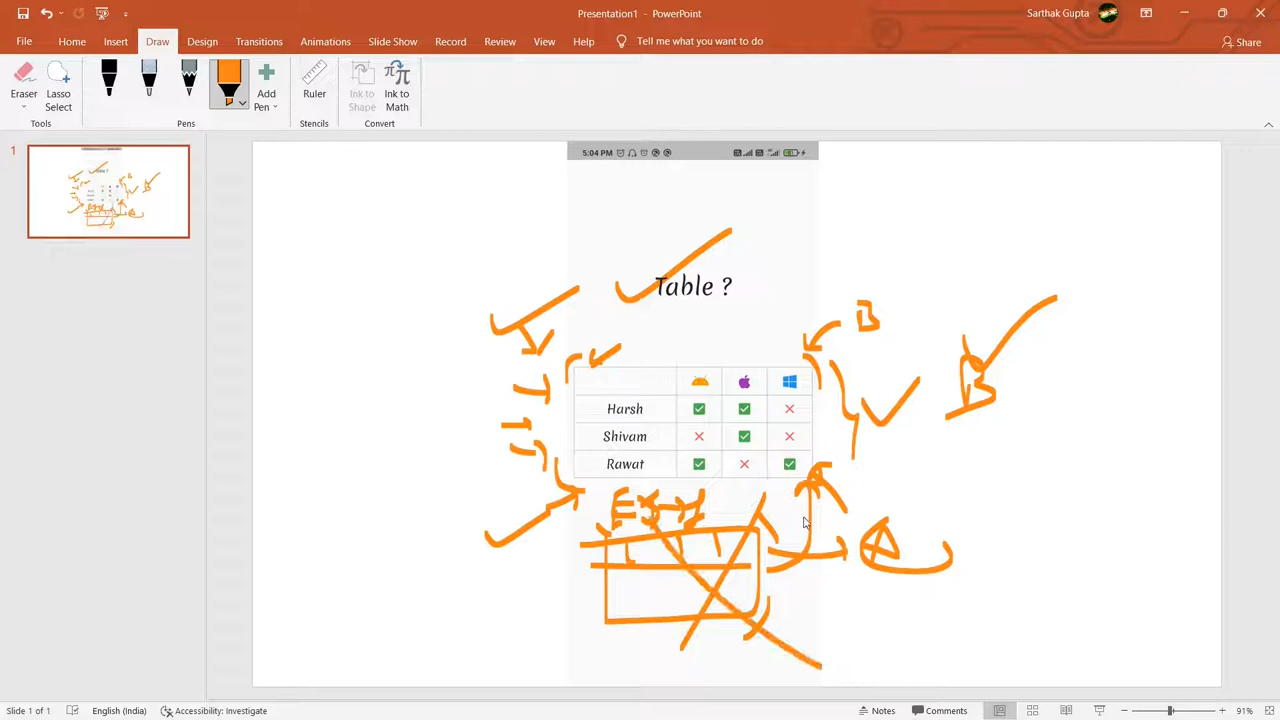 Presentation1 - PowerPoint
Sarthak Gupta
File Home Insert Draw Design Transitions Animations Slide Show Record Review View Help Tell me what you want to do
Share
Eraser
Lasso Select
Add Pen
Ruler
Ink to Shape
Ink to Math
Tools Pens Stencils Convert
1
5:04 PM
Table ?
B
B
Harsh
Shivam
Rawat
A
Slide 1 of 1 English (India) Accessibility: Investigate Notes Comments 91%